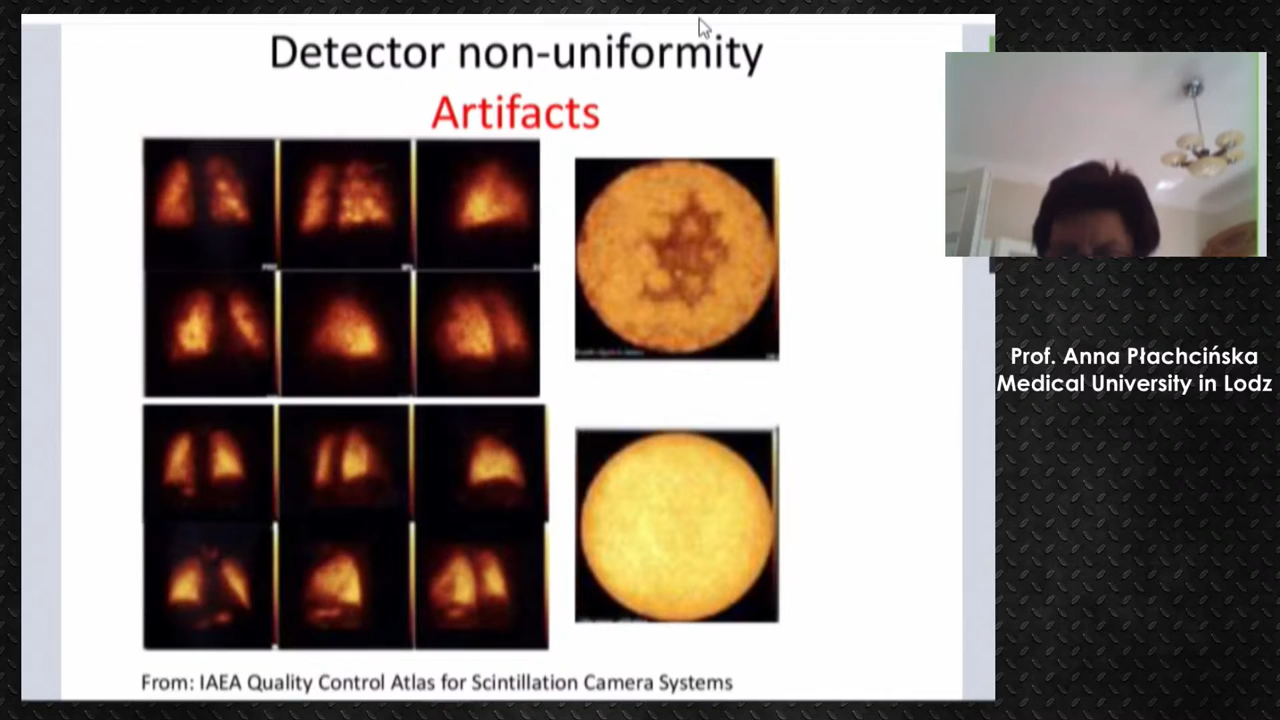 Detector non-uniformity
Artifacts
From: IAEA Quality Control Atlas for Scintillation Camera Systems
Prof. Anna Płachcińska
Medical University in Lodz